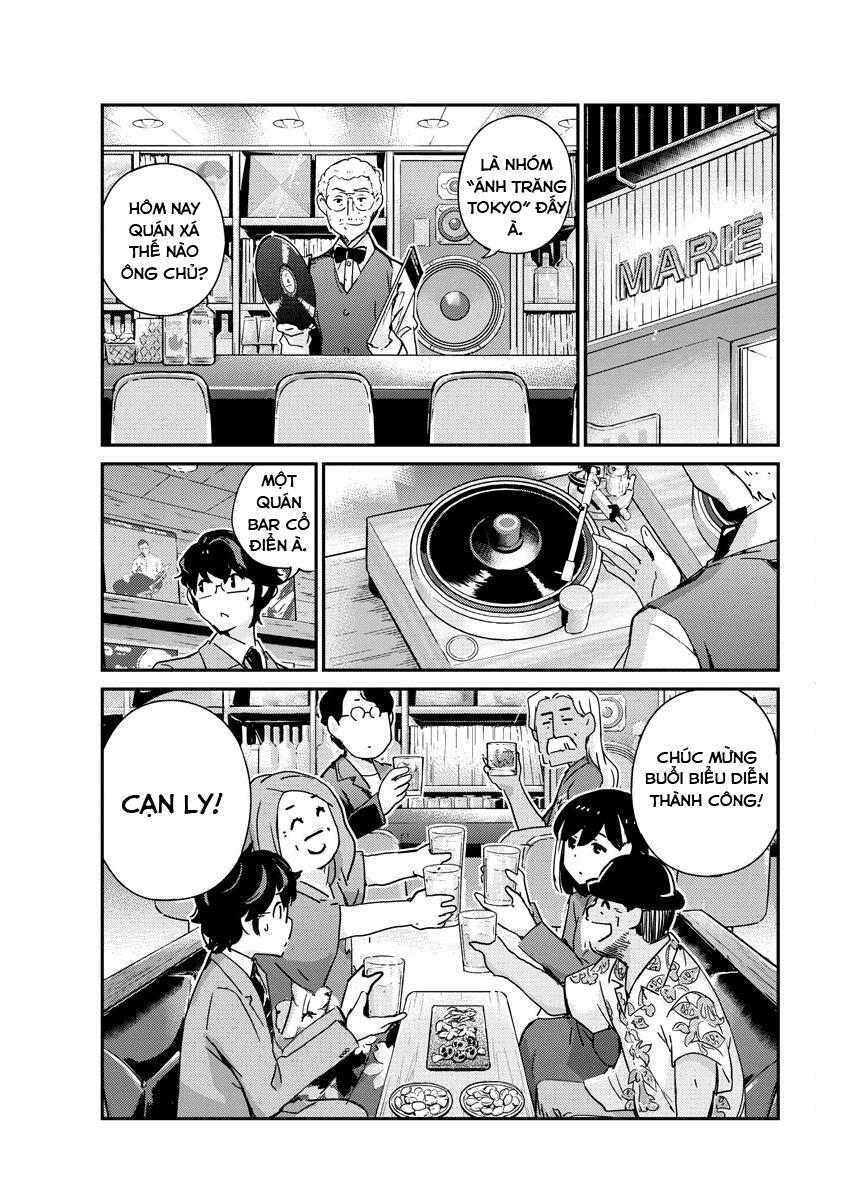 MARIE
LÀ NHÓM
“ÁNH TRĂNG
TOKYO” ĐẤY
À.
HÔM NAY
QUÁN XÁ
THẾ NÀO
ÔNG CHỦ?
MỘT
QUÁN
BAR CỔ
ĐIỂN À.
CHÚC MỪNG
BUỔI BIỂU DIỄN
THÀNH CÔNG!
CẠN LY!